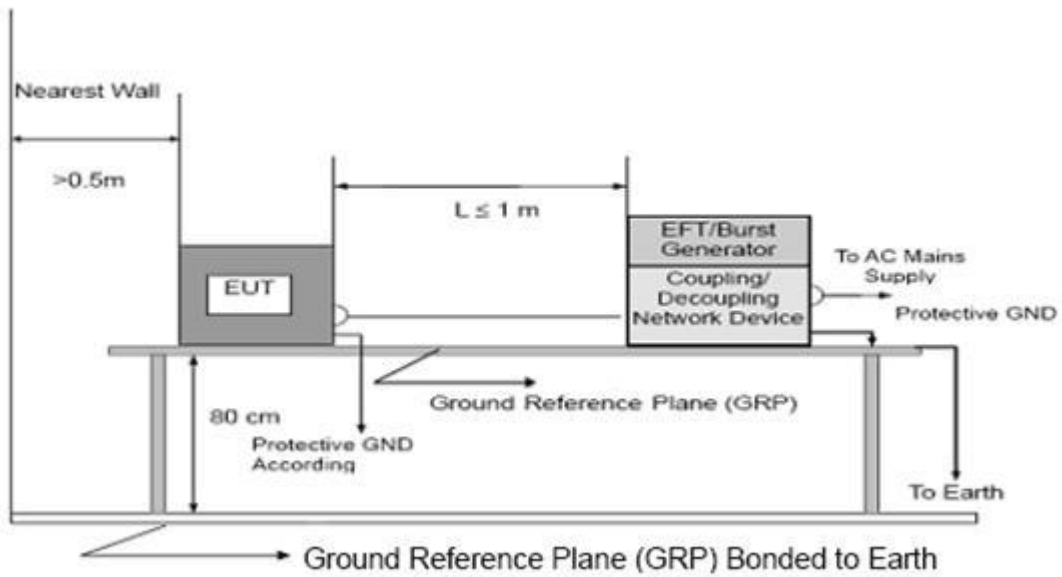 Nearest Wall
>0.5m
L ≤ 1 m
EUT
EFT/Burst
Generator
Coupling/
Decoupling
Network Device
To AC Mains
Supply
Protective GND
Ground Reference Plane (GRP)
80 cm
Protective GND
According
To Earth
Ground Reference Plane (GRP) Bonded to Earth